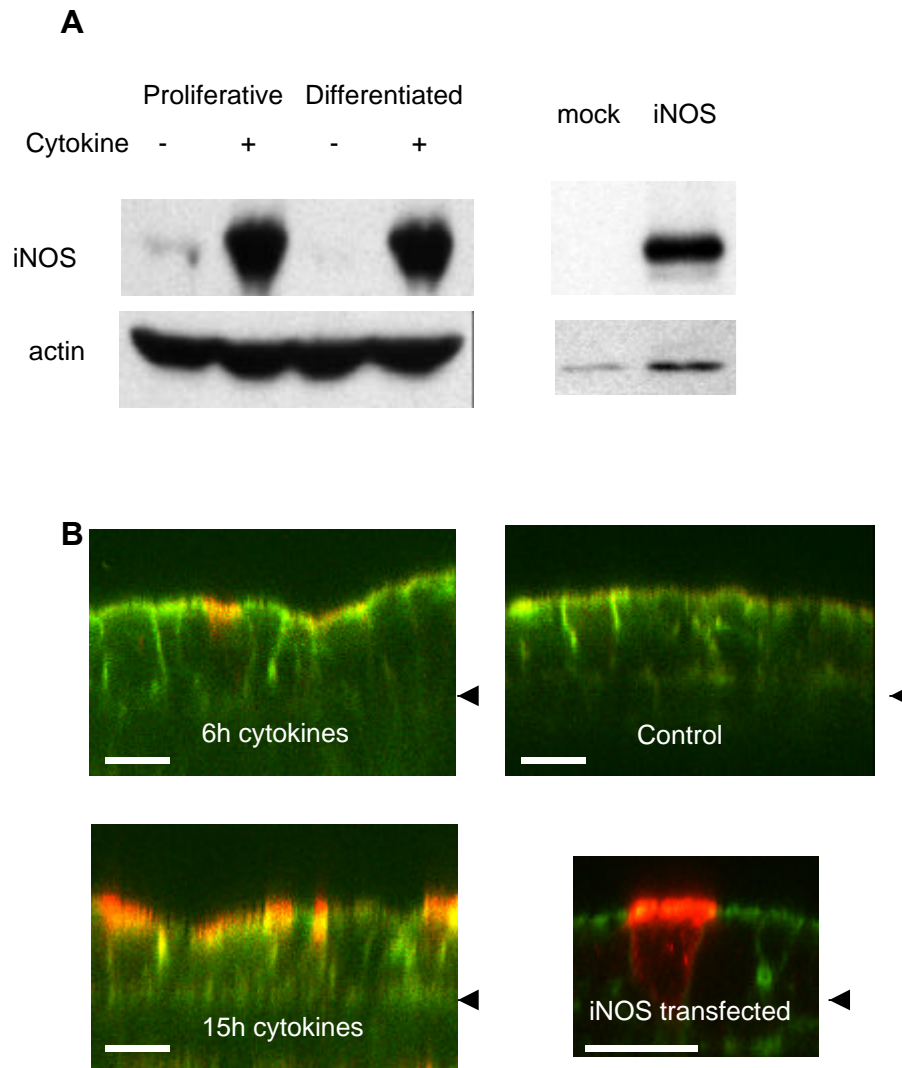 A
Proliferative Differentiated
Cytokine - + - +
mock iNOS
iNOS
actin
B
6h cytokines
Control
15h cytokines
iNOS transfected